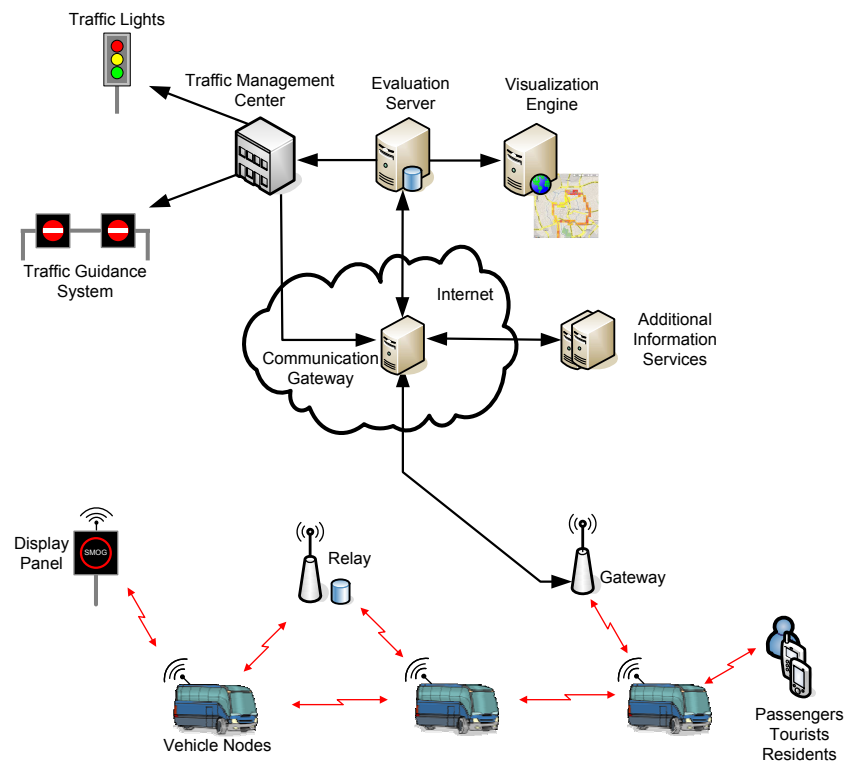 Traffic Lights
Traffic Management
Center
Evaluation
Server
Visualization
Engine
Traffic Guidance
System
Internet
Communication
Gateway
Additional
Information
Services
Display
Panel
SMOG
Relay
Gateway
Vehicle Nodes
Passengers
Tourists
Residents